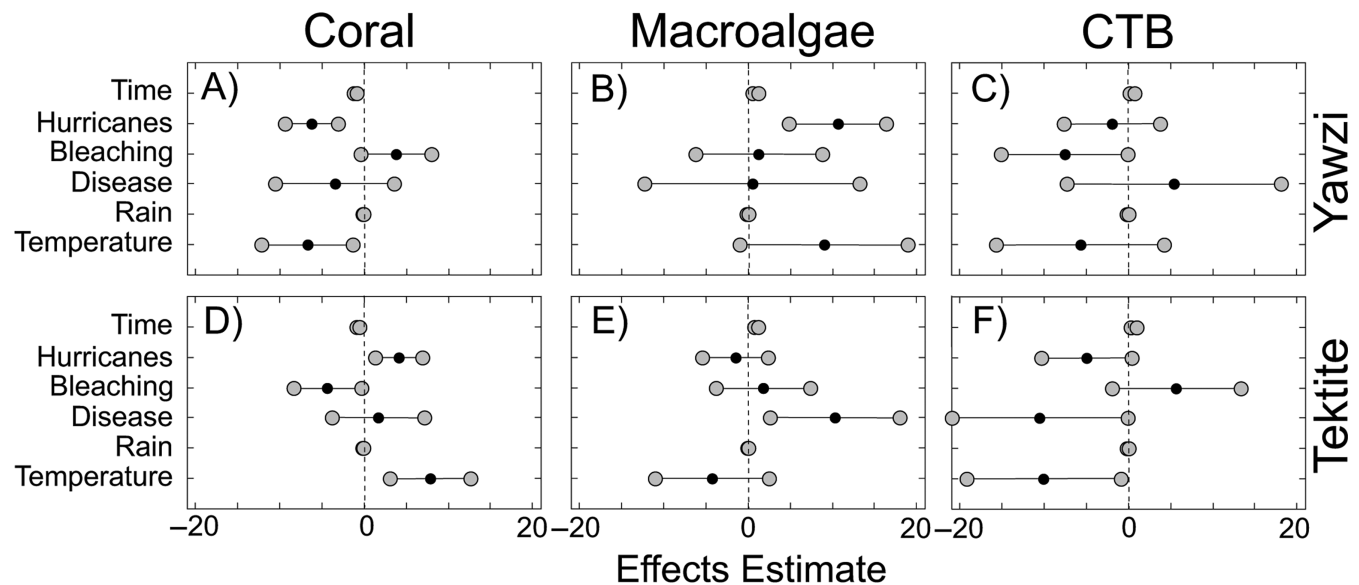 Coral Macroalgae CTB
A) B) C)
Time
Hurricanes
Bleaching
Disease
Rain
Temperature
Yawzi
D) E) F)
Time
Hurricanes
Bleaching
Disease
Rain
Temperature
Tektite
–20 0 20 –20 0 20 –20 0 20
Effects Estimate